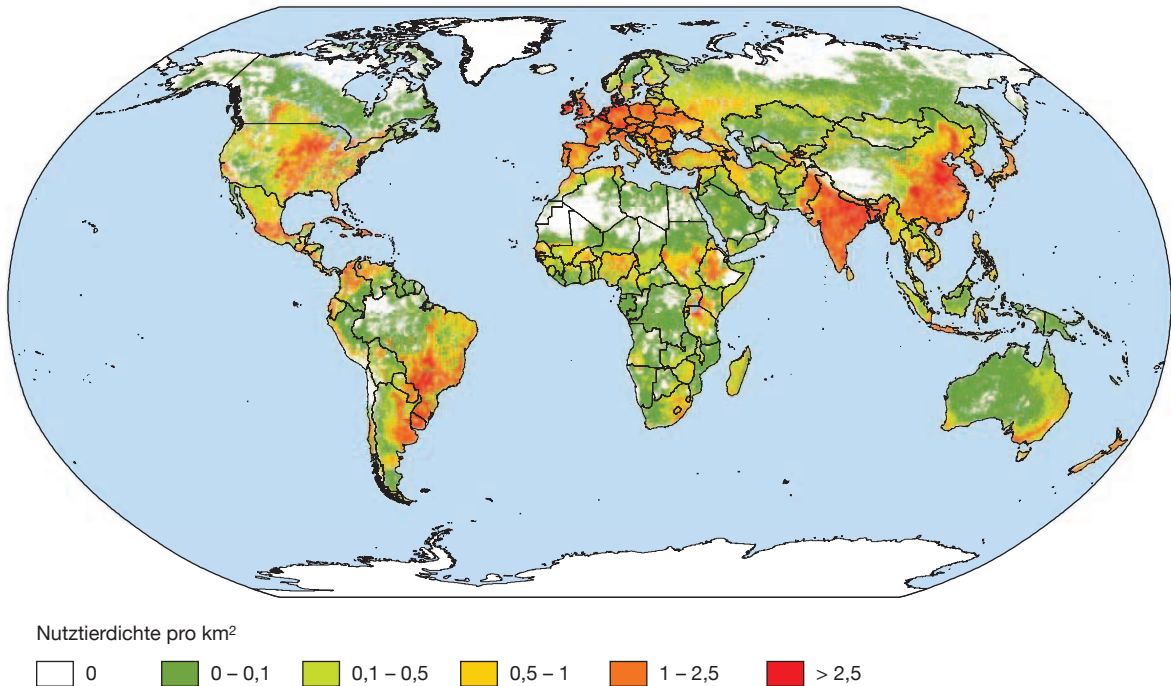 Nutztierdichte pro km²
0 0 – 0,1 0,1 – 0,5 0,5 – 1 1 – 2,5 > 2,5